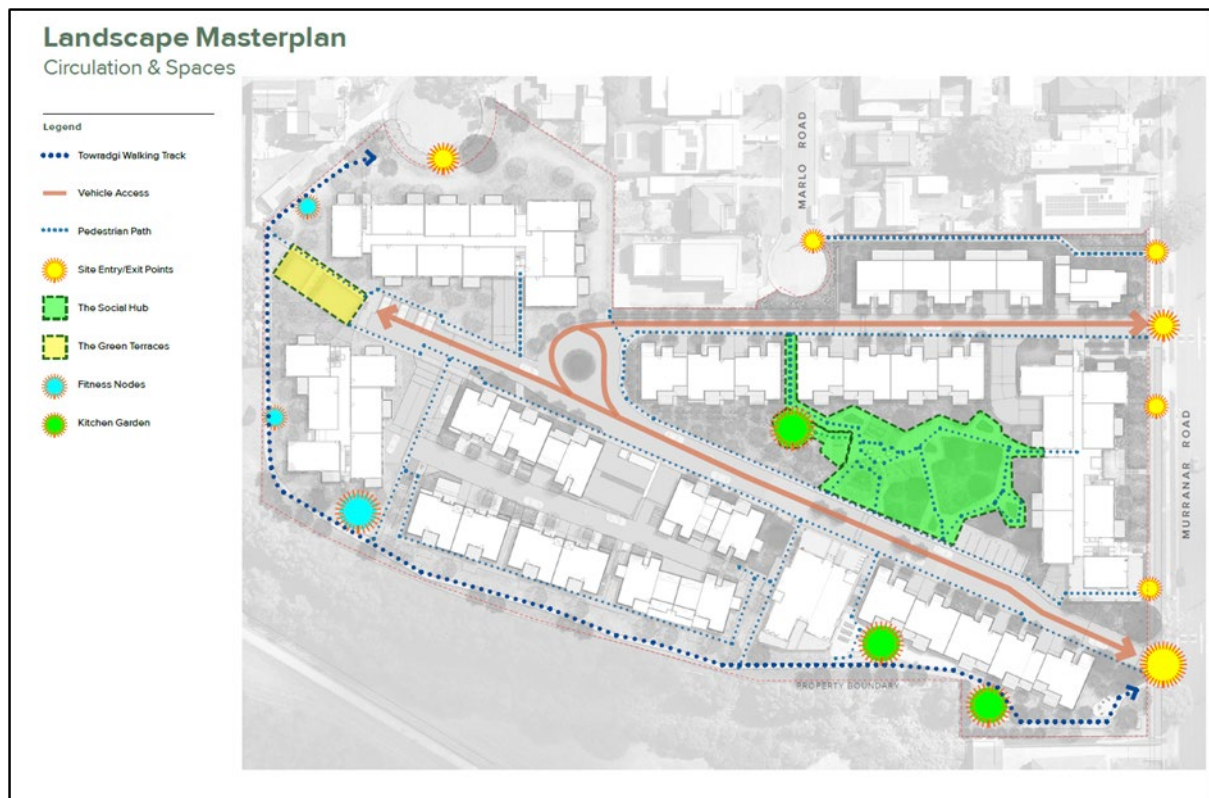 Landscape Masterplan
Circulation & Spaces
Legend
Towradgi Walking Track
Vehicle Access
Pedestrian Path
Site Entry/Exit Points
The Social Hub
The Green Terraces
Fitness Nodes
Kitchen Garden
MARLO ROAD
MURRANAR ROAD
PROPERTY BOUNDARY